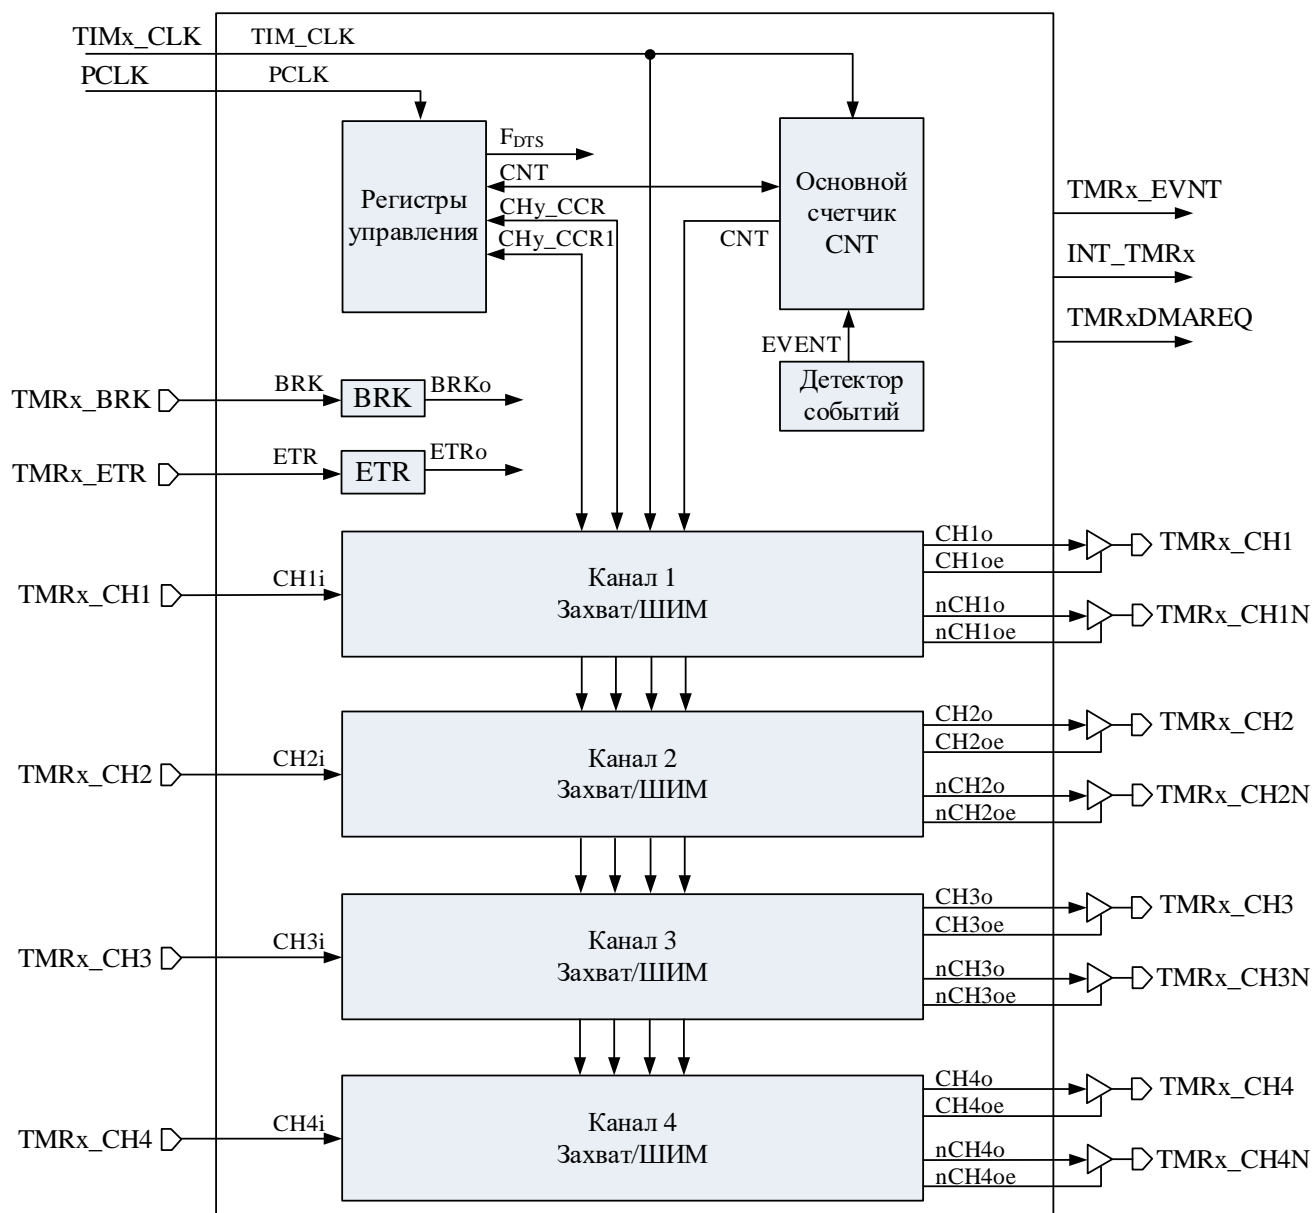 TIMx_CLK
TIM_CLK
PCLK
PCLK
FDTS
CNT
CHy_CCR
CHy_CCR1
Регистры
управления
Основной
счетчик
CNT
CNT
TMRx_EVNT
INT_TMRx
TMRxDMAREQ
EVENT
Детектор
событий
TMRx_BRK
BRK
BRK
BRKo
TMRx_ETR
ETR
ETR
ETRo
TMRx_CH1
CH1i
Канал 1
Захват/ШИМ
CH1o
CH1oe
nCH1o
nCH1oe
TMRx_CH1
TMRx_CH1N
TMRx_CH2
CH2i
Канал 2
Захват/ШИМ
CH2o
CH2oe
nCH2o
nCH2oe
TMRx_CH2
TMRx_CH2N
TMRx_CH3
CH3i
Канал 3
Захват/ШИМ
CH3o
CH3oe
nCH3o
nCH3oe
TMRx_CH3
TMRx_CH3N
TMRx_CH4
CH4i
Канал 4
Захват/ШИМ
CH4o
CH4oe
nCH4o
nCH4oe
TMRx_CH4
TMRx_CH4N